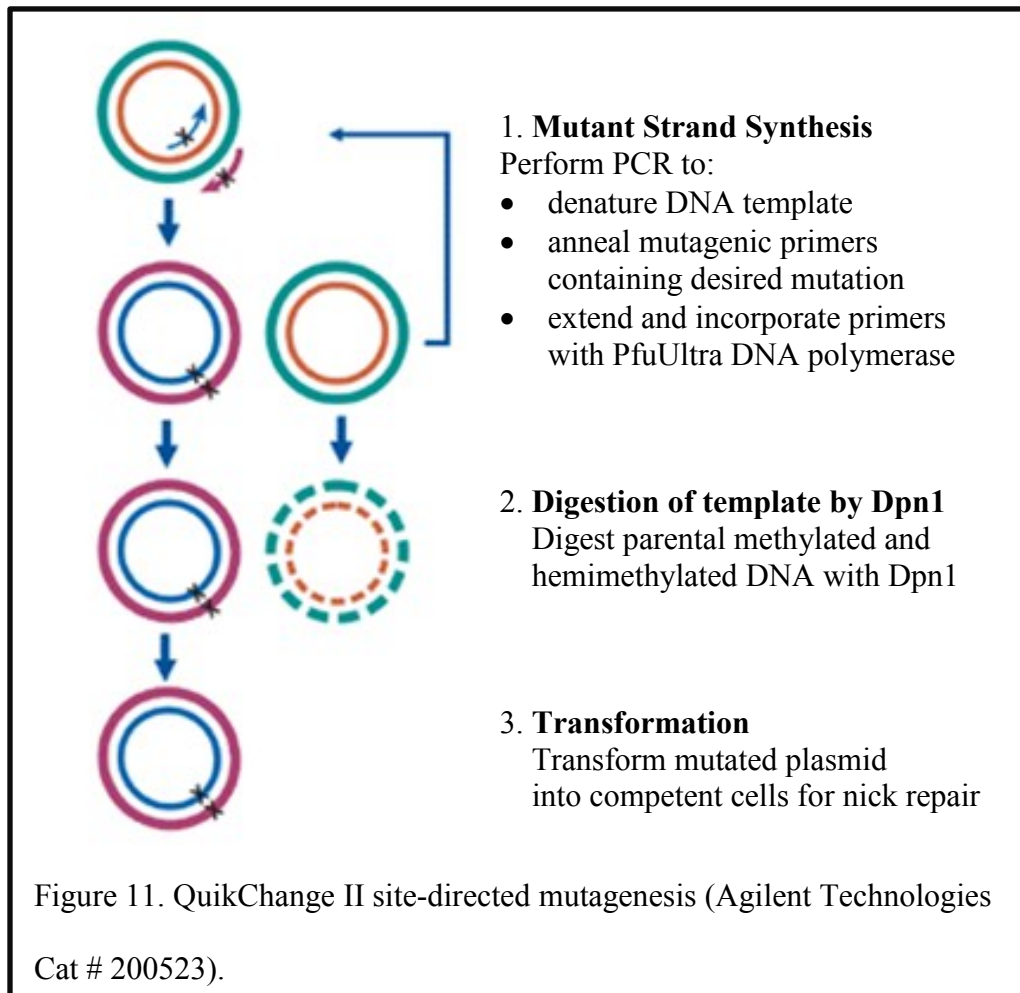 1. Mutant Strand Synthesis
Perform PCR to:
• denature DNA template
• anneal mutagenic primers
containing desired mutation
• extend and incorporate primers
with PfuUltra DNA polymerase
2. Digestion of template by Dpn1
Digest parental methylated and
hemimethylated DNA with Dpn1
3. Transformation
Transform mutated plasmid
into competent cells for nick repair
Figure 11. QuikChange II site-directed mutagenesis (Agilent Technologies
Cat # 200523).